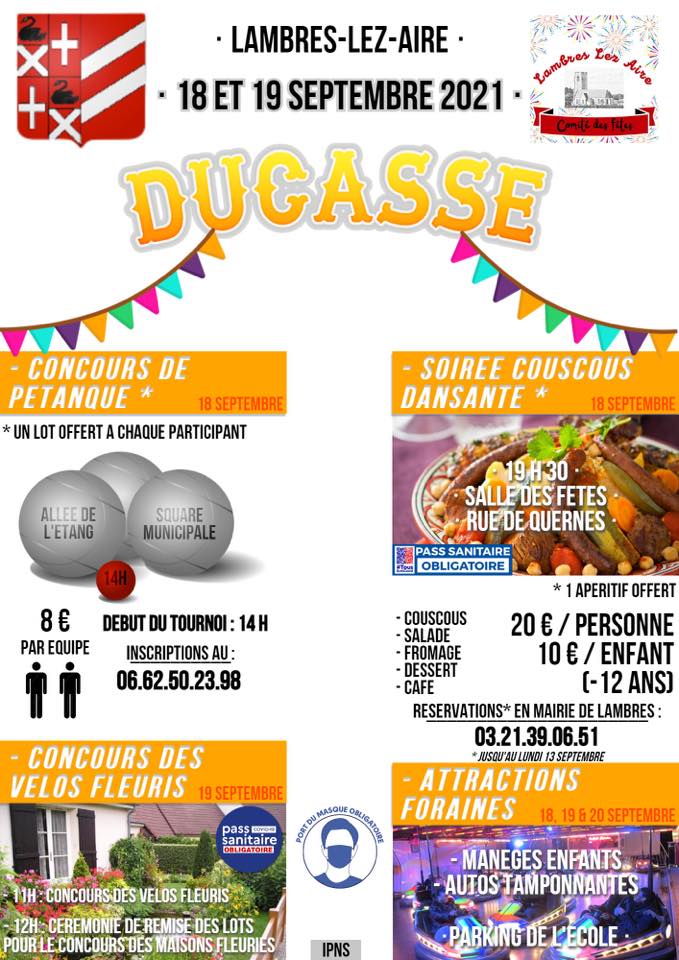 · LAMBRES-LEZ-AIRE ·
· 18 ET 19 SEPTEMBRE 2021 ·
Lambres Lez Aire
Comité des fêtes
DUCASSE
- CONCOURS DE
PETANQUE *
18 SEPTEMBRE
* UN LOT OFFERT A CHAQUE PARTICIPANT
ALLEE DE
L'ETANG
SQUARE
MUNICIPALE
14H
8 €
PAR EQUIPE
DEBUT DU TOURNOI : 14 H
INSCRIPTIONS AU :
06.62.50.23.98
- SOIREE COUSCOUS
DANSANTE *
18 SEPTEMBRE
· 19 H 30 ·
· SALLE DES FETES ·
· RUE DE QUERNES ·
PASS SANITAIRE
OBLIGATOIRE
* 1 APERITIF OFFERT
- COUSCOUS
- SALADE
- FROMAGE
- DESSERT
- CAFE
20 € / PERSONNE
10 € / ENFANT
(-12 ANS)
RESERVATIONS* EN MAIRIE DE LAMBRES :
03.21.39.06.51
* JUSQU'AU LUNDI 13 SEPTEMBRE
- CONCOURS DES
VELOS FLEURIS
19 SEPTEMBRE
pass COVID-19
sanitaire
OBLIGATOIRE
- 11H : CONCOURS DES VELOS FLEURIS
- 12H : CEREMONIE DE REMISE DES LOTS
POUR LE CONCOURS DES MAISONS FLEURIES
PORT DU MASQUE OBLIGATOIRE
IPNS
- ATTRACTIONS
FORAINES
18, 19 & 20 SEPTEMBRE
- MANEGES ENFANTS
- AUTOS TAMPONNANTES
· PARKING DE L'ÉCOLE ·